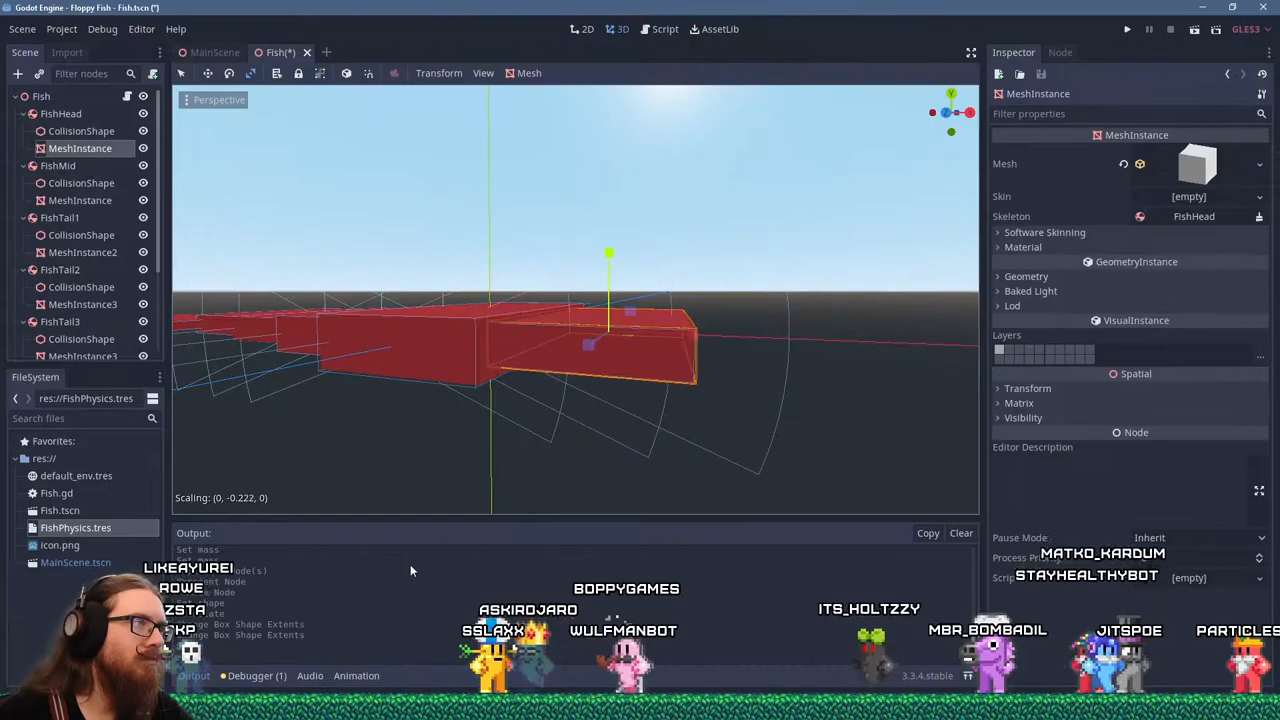 Godot Engine - Floppy Fish - Fish.tscn (*)
Scene Project Debug Editor Help
2D 3D Script AssetLib
GLES3
Scene Import
MainScene Fish(*)
Inspector Node
Filter nodes
Transform View Mesh
MeshInstance
Filter properties
Fish
FishHead
CollisionShape
MeshInstance
FishMid
CollisionShape
MeshInstance
FishTail1
CollisionShape
MeshInstance2
FishTail2
CollisionShape
MeshInstance3
FishTail3
CollisionShape
MeshInstance3
Perspective
Y
Z
Scaling: (0, -0.222, 0)
MeshInstance
Mesh
Skin [empty]
Skeleton FishHead
Software Skinning
Material
GeometryInstance
Geometry
Baked Light
Lod
VisualInstance
Layers
Spatial
Transform
Matrix
Visibility
Node
Editor Description
Pause Mode Inherit
Process Priority
[empty]
FileSystem
res://FishPhysics.tres
Search files
Favorites:
res://
default_env.tres
Fish.gd
Fish.tscn
FishPhysics.tres
icon.png
MainScene.tscn
Output: Copy Clear
Set mass
Change Box Shape Extents
Output Debugger (1) Audio Animation
3.3.4.stable
LIKEAYUREI
ROWE
BOPPYGAMES
ASKIROJARO
SSLAXX
WULFMANBOT
ITS_HOLTZZY
MBR_BOMBADIL
MATKO_KARDUM
STAYHEALTHYBOT
JITSPOE
PARTICLES